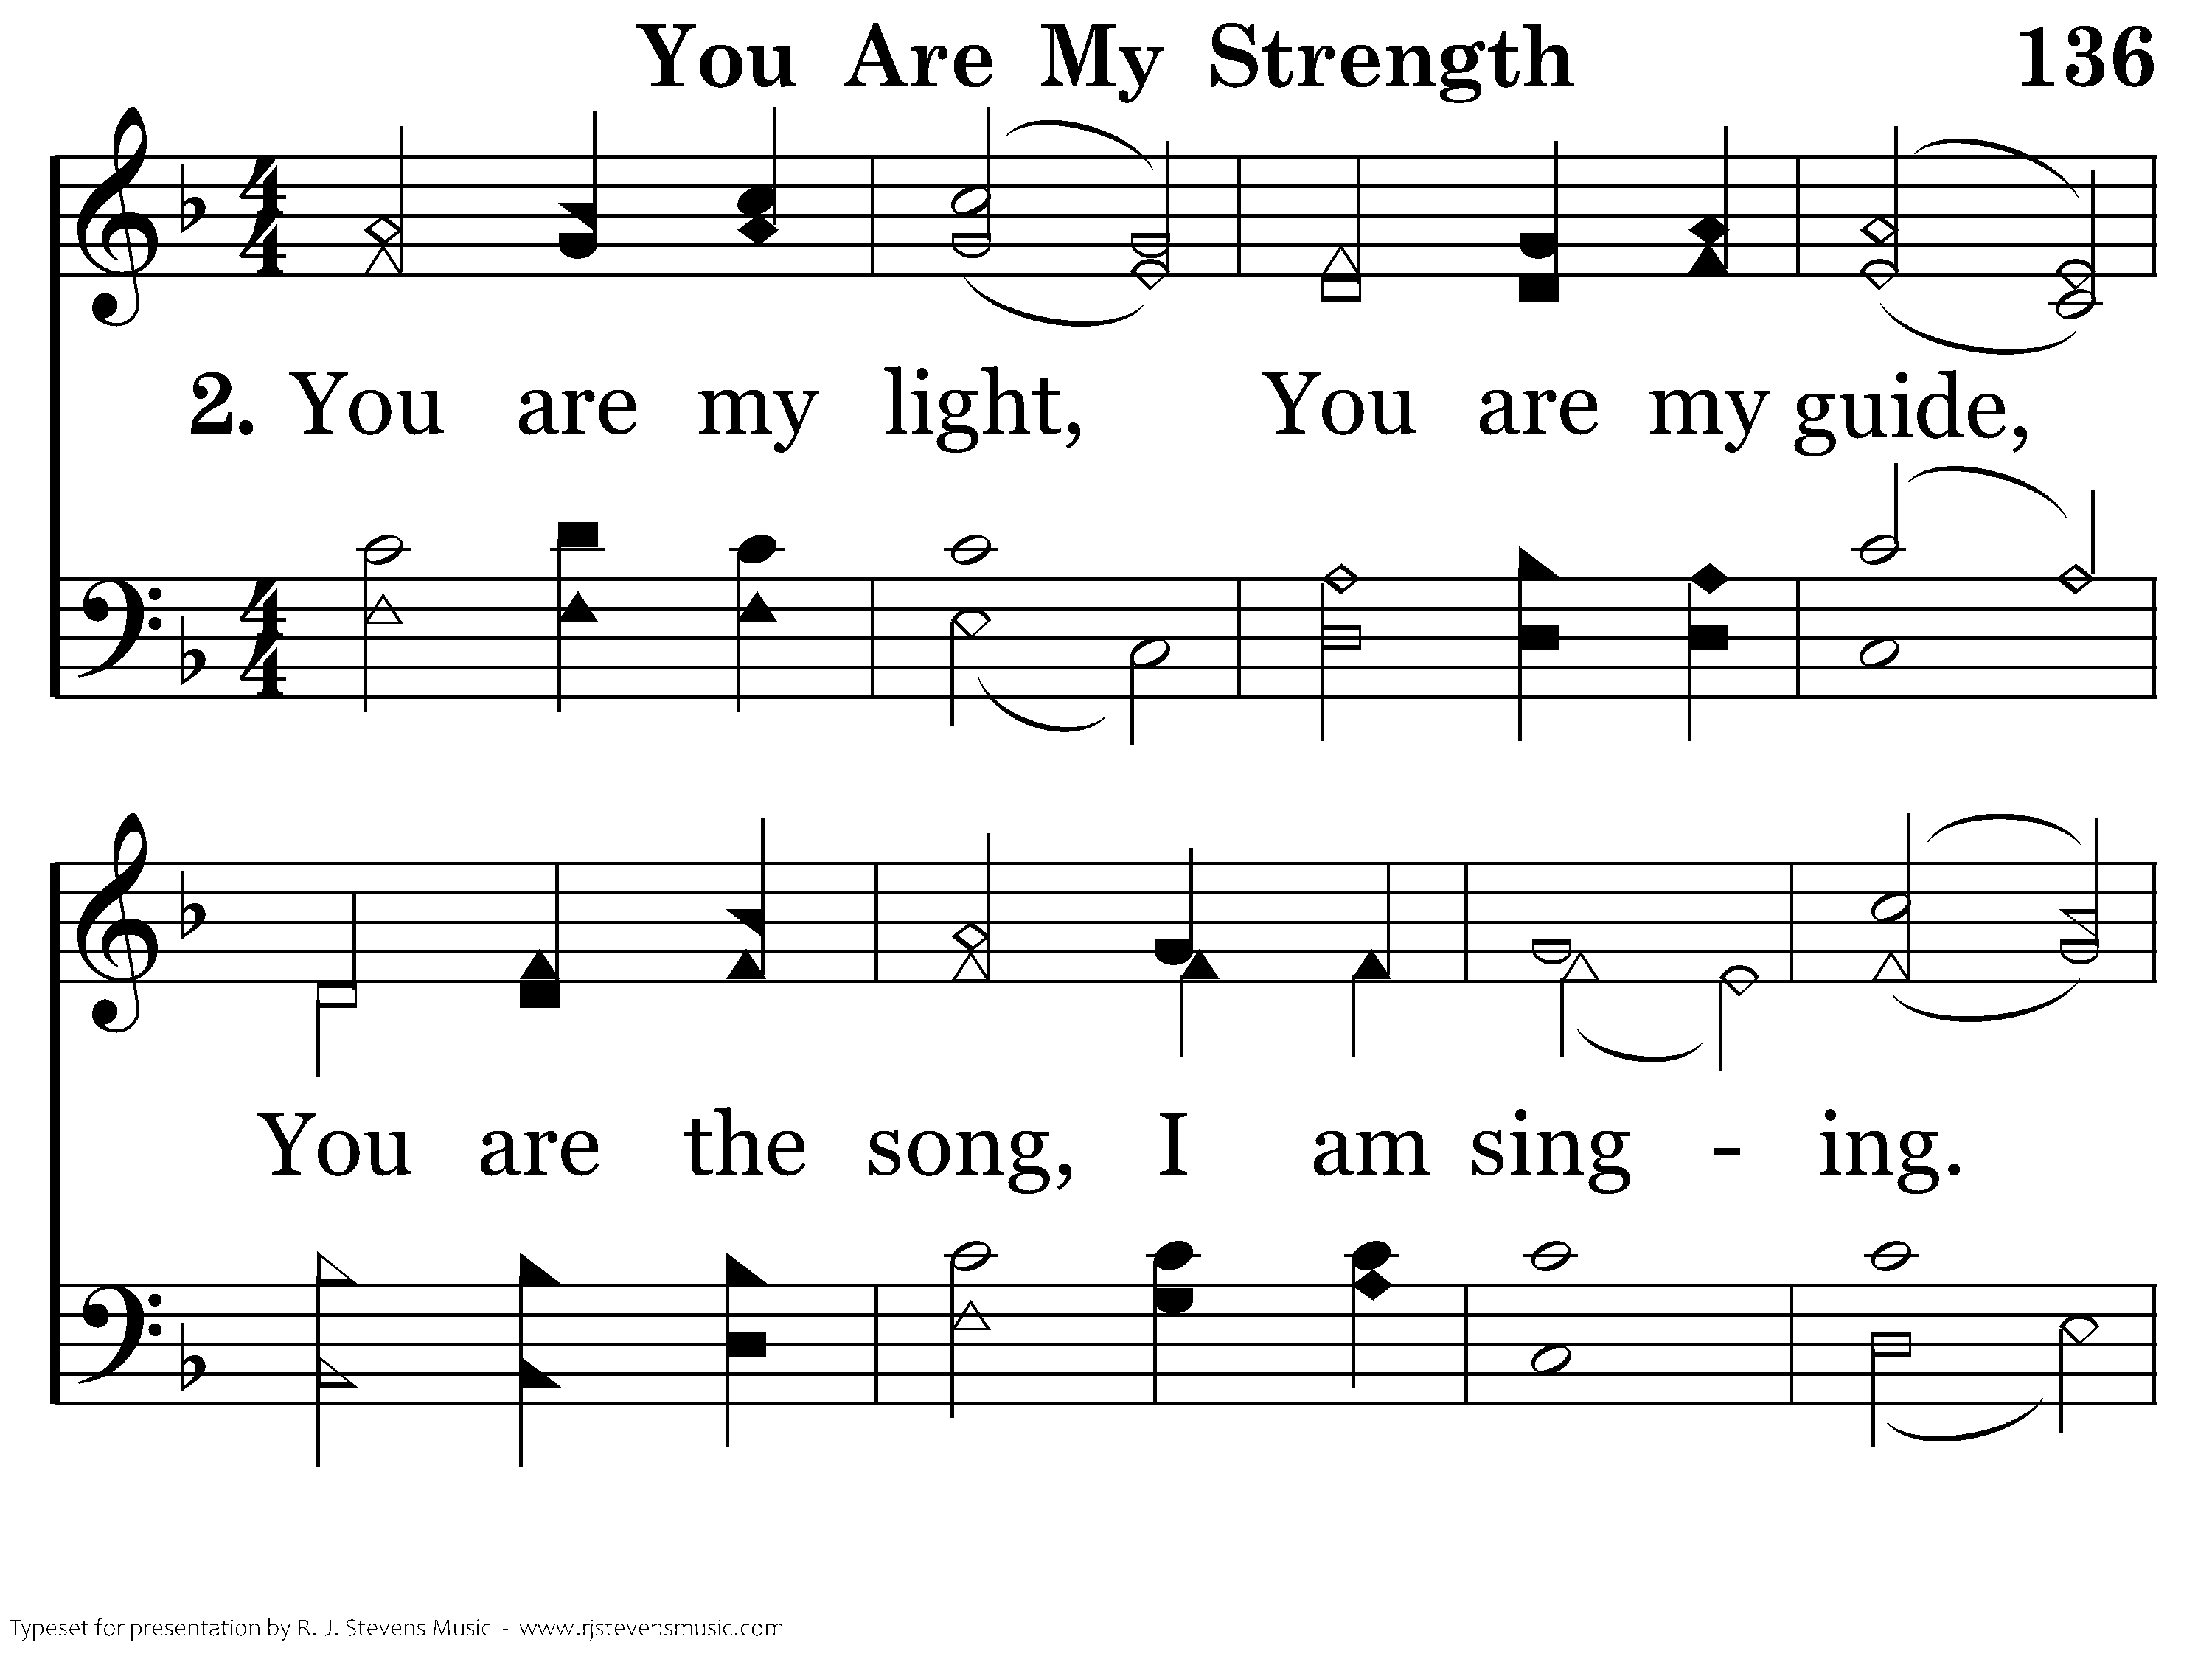 You Are My Strength 136
2. You are my light, You are my guide,
You are the song, I am sing - ing.
Typeset for presentation by R. J. Stevens Music - www.rjstevensmusic.com